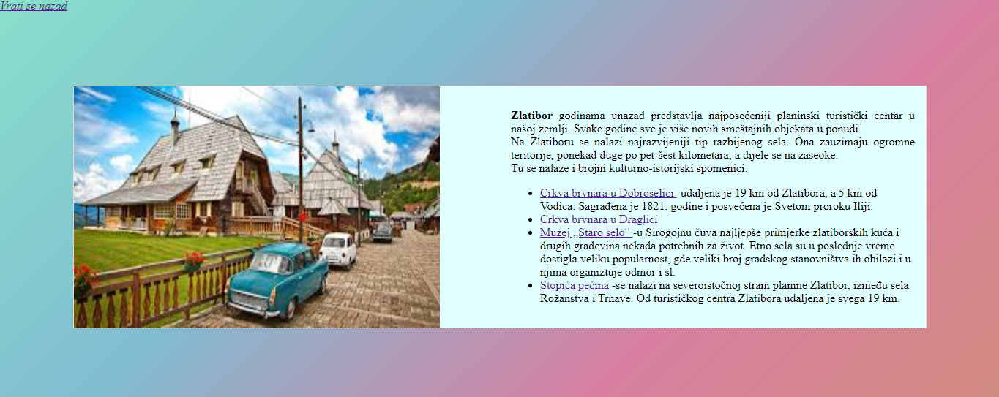 Vrati se nazad
Zlatibor godinama unazad predstavlja najposećeniji planinski turistički centar u
našoj zemlji. Svake godine sve je više novih smeštajnih objekata u ponudi.
Na Zlatiboru se nalazi najrazvijeniji tip razbijenog sela. Ona zauzimaju ogromne
teritorije, ponekad duge po pet-šest kilometara, a dijele se na zaseoke.
Tu se nalaze i brojni kulturno-istorijski spomenici:
Crkva brvnara u Dobroselici -udaljena je 19 km od Zlatibora, a 5 km od
Vodica. Sagrađena je 1821. godine i posvećena je Svetom proroku Iliji.
Crkva brvnara u Draglici
Muzej „Staro selo“ -u Sirogojnu čuva najljepše primjerke zlatiborskih kuća i
drugih građevina nekada potrebnih za život. Etno sela su u poslednje vreme
dostigla veliku popularnost, gde veliki broj gradskog stanovništva ih obilazi i u
njima organiztuje odmor i sl.
Stopića pećina -se nalazi na severoistočnoj strani planine Zlatibor, između sela
Rožanstva i Trnave. Od turističkog centra Zlatibora udaljena je svega 19 km.